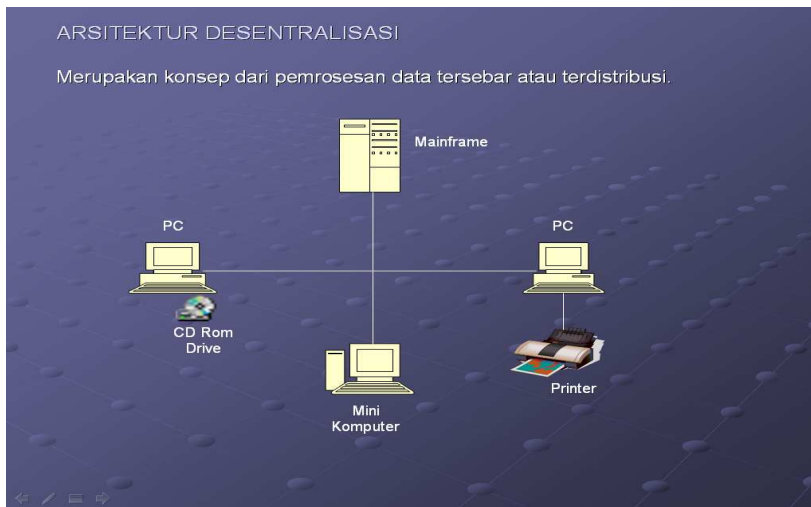 ARSITEKTUR DESENTRALISASI
Merupakan konsep dari pemrosesan data tersebar atau terdistribusi.
Mainframe
PC
PC
CD Rom
Drive
Printer
Mini
Komputer